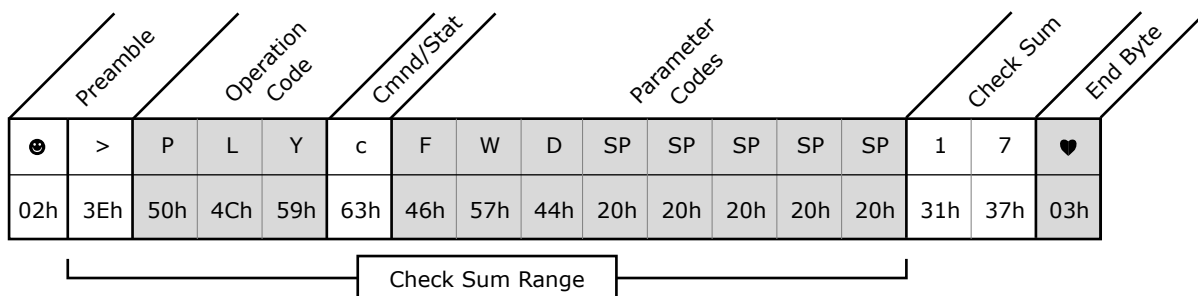 Preamble
Operation
Code
Cmnd/Stat
Parameter
Codes
Check Sum
End Byte
☻ > P L Y c F W D SP SP SP SP SP 1 7 ♥
02h 3Eh 50h 4Ch 59h 63h 46h 57h 44h 20h 20h 20h 20h 20h 31h 37h 03h
Check Sum Range